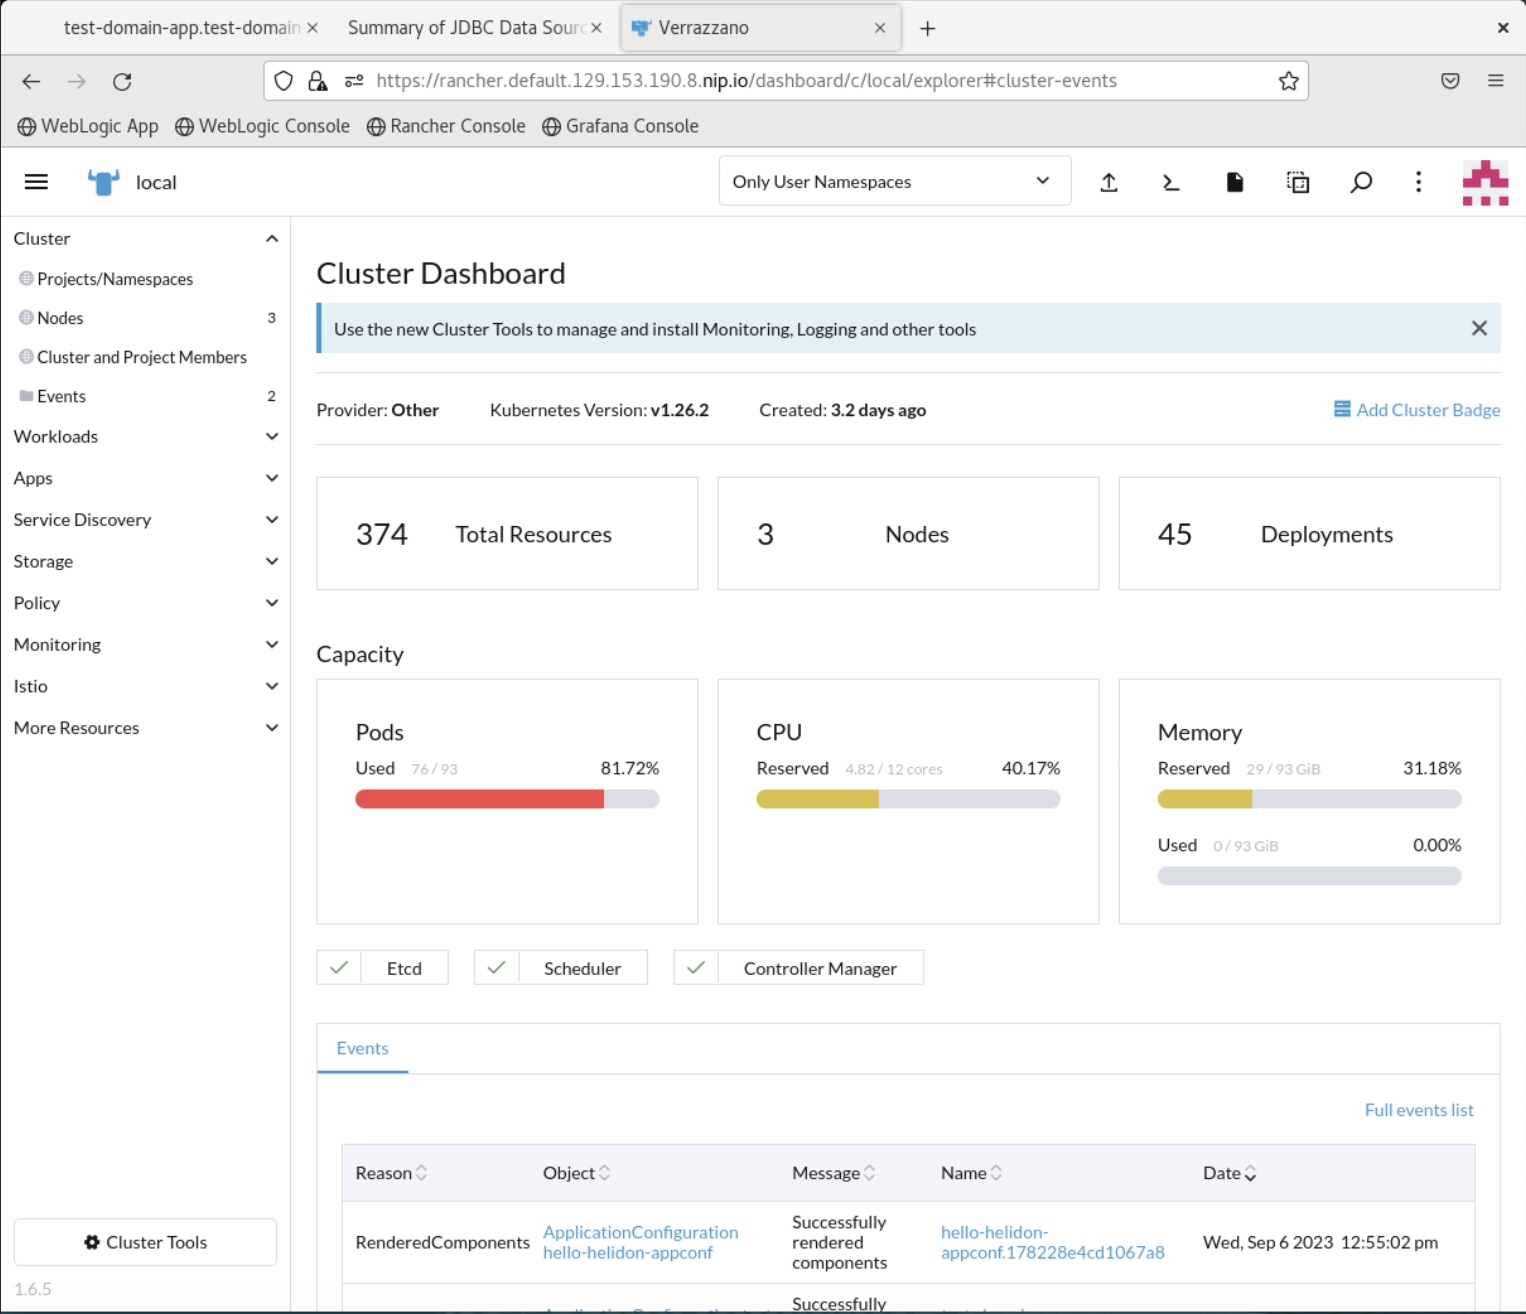 test-domain-app.test-domain
Summary of JDBC Data Sourc
Verrazzano
https://rancher.default.129.153.190.8.nip.io/dashboard/c/local/explorer#cluster-events
WebLogic App
WebLogic Console
Rancher Console
Grafana Console
local
Only User Namespaces
Cluster
Projects/Namespaces
Nodes 3
Cluster and Project Members
Events 2
Workloads
Apps
Service Discovery
Storage
Policy
Monitoring
Istio
More Resources
Cluster Tools
1.6.5
Cluster Dashboard
Use the new Cluster Tools to manage and install Monitoring, Logging and other tools
Provider: Other
Kubernetes Version: v1.26.2
Created: 3.2 days ago
Add Cluster Badge
374 Total Resources
3 Nodes
45 Deployments
Capacity
Pods
Used 76 / 93 81.72%
CPU
Reserved 4.82 / 12 cores 40.17%
Memory
Reserved 29 / 93 GiB 31.18%
Used 0 / 93 GiB 0.00%
Etcd
Scheduler
Controller Manager
Events
Full events list
Reason Object Message Name Date
RenderedComponents
ApplicationConfiguration
hello-helidon-appconf
Successfully
rendered
components
hello-helidon-
appconf.178228e4cd1067a8
Wed, Sep 6 2023 12:55:02 pm
Successfully